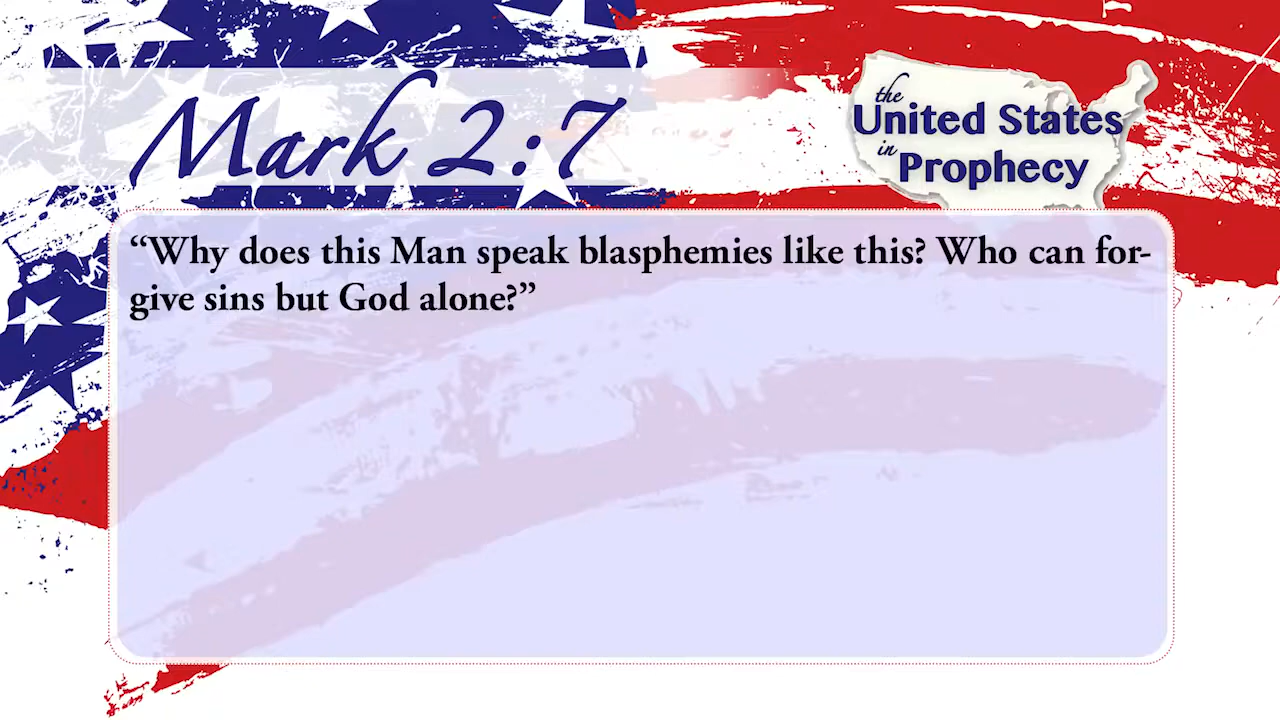 Mark 2:7
the
United States
in
Prophecy
“Why does this Man speak blasphemies like this? Who can for-
give sins but God alone?”